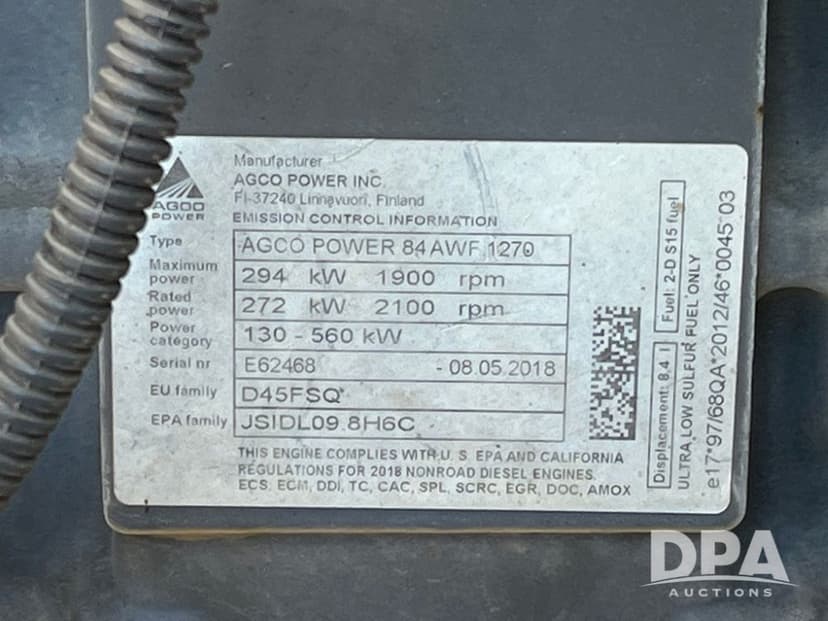 AGCO
POWER
Manufacturer
AGCO POWER INC.
FI-37240 Linnavuori, Finland
EMISSION CONTROL INFORMATION
Type AGCO POWER 84 AWF 1270
Maximum power 294 kW 1900 rpm
Rated power 272 kW 2100 rpm
Power category 130 - 560 kW
Serial nr E62468 - 08.05.2018
EU family D45FSQ
EPA family JSIDL09.8H6C
THIS ENGINE COMPLIES WITH U. S. EPA AND CALIFORNIA
REGULATIONS FOR 2018 NONROAD DIESEL ENGINES.
ECS: ECM, DDI, TC, CAC, SPL, SCRC, EGR, DOC, AMOX
Displacement: 8.4 l Fuel: 2-D S15 fuel
ULTRA LOW SULFUR FUEL ONLY
e17*97/68QA*2012/46*0045*03
DPA
AUCTIONS